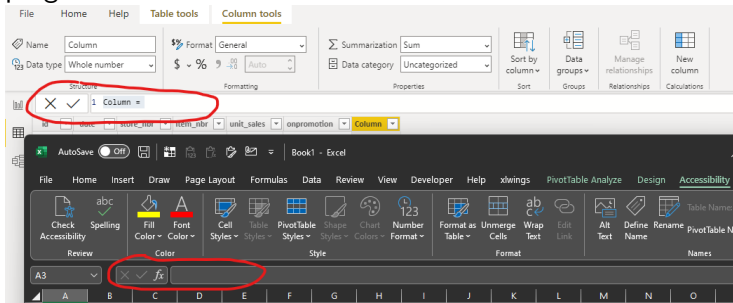 File Home Help Table tools Column tools
Name Column $% Format General Summarization Sum Sort by Data Manage New
Data type Whole number $ % Auto Data category Uncategorized column groups relationships column
Structure Formatting Properties Sort Groups Relationships Calculations
1 Column =
id date store_nbr item_nbr unit_sales onpromotion Column
AutoSave Off Book1 - Excel
File Home Insert Draw Page Layout Formulas Data Review View Developer Help xlwings PivotTable Analyze Design Accessibility
Check Spelling Fill Font Cell Table PivotTable Shape Chart Number Format as Unmerge Wrap Edit Alt Define Rename Table Name
Accessibility Color Color Styles Styles Styles Styles Colors Format Table Cells Text Link Text Name PivotTable N
Review Color Style Format Names
A3 fx
A B C D E F G H I J K L M N O